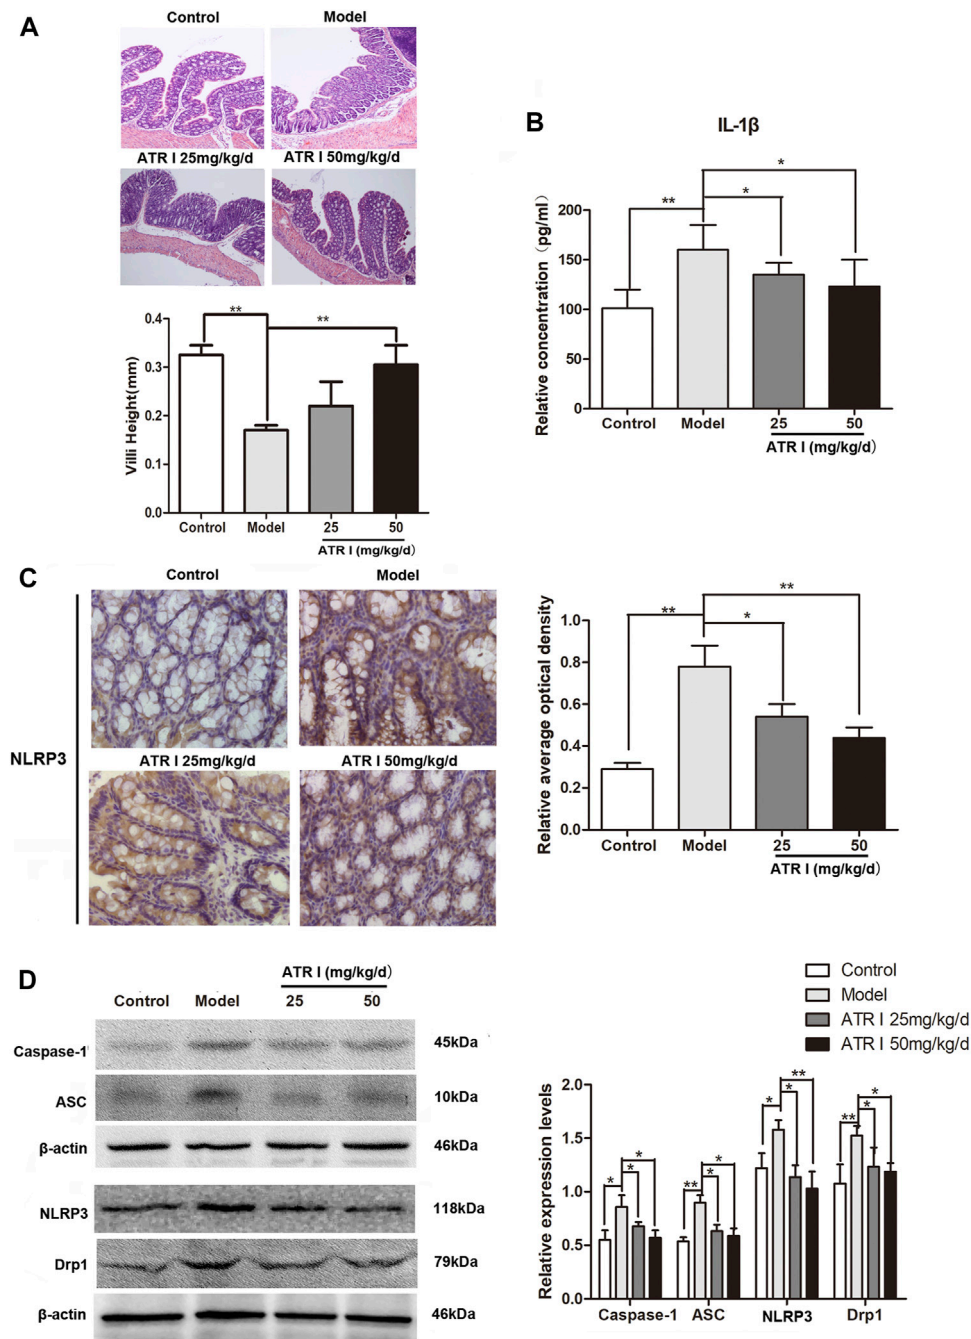 A
Control
Model
ATR I 25mg/kg/d
ATR I 50mg/kg/d
Villi Height(mm)
0.4
0.3
0.2
0.1
0.0
**
**
Control
Model
25
50
ATR I (mg/kg/d)
B
IL-1β
Relative concentration (pg/ml)
200
150
100
50
0
**
*
*
Control
Model
25
50
ATR I (mg/kg/d)
C
NLRP3
Control
Model
ATR I 25mg/kg/d
ATR I 50mg/kg/d
Relative average optical density
1.0
0.8
0.6
0.4
0.2
0.0
**
*
**
Control
Model
25
50
ATR I (mg/kg/d)
D
ATR I (mg/kg/d)
Control
Model
25
50
Caspase-1
45kDa
ASC
10kDa
β-actin
46kDa
NLRP3
118kDa
Drp1
79kDa
β-actin
46kDa
Control
Model
ATR I 25mg/kg/d
ATR I 50mg/kg/d
Relative expression levels
2.0
1.5
1.0
0.5
0.0
*
*
*
**
*
*
*
*
**
**
*
*
Caspase-1
ASC
NLRP3
Drp1